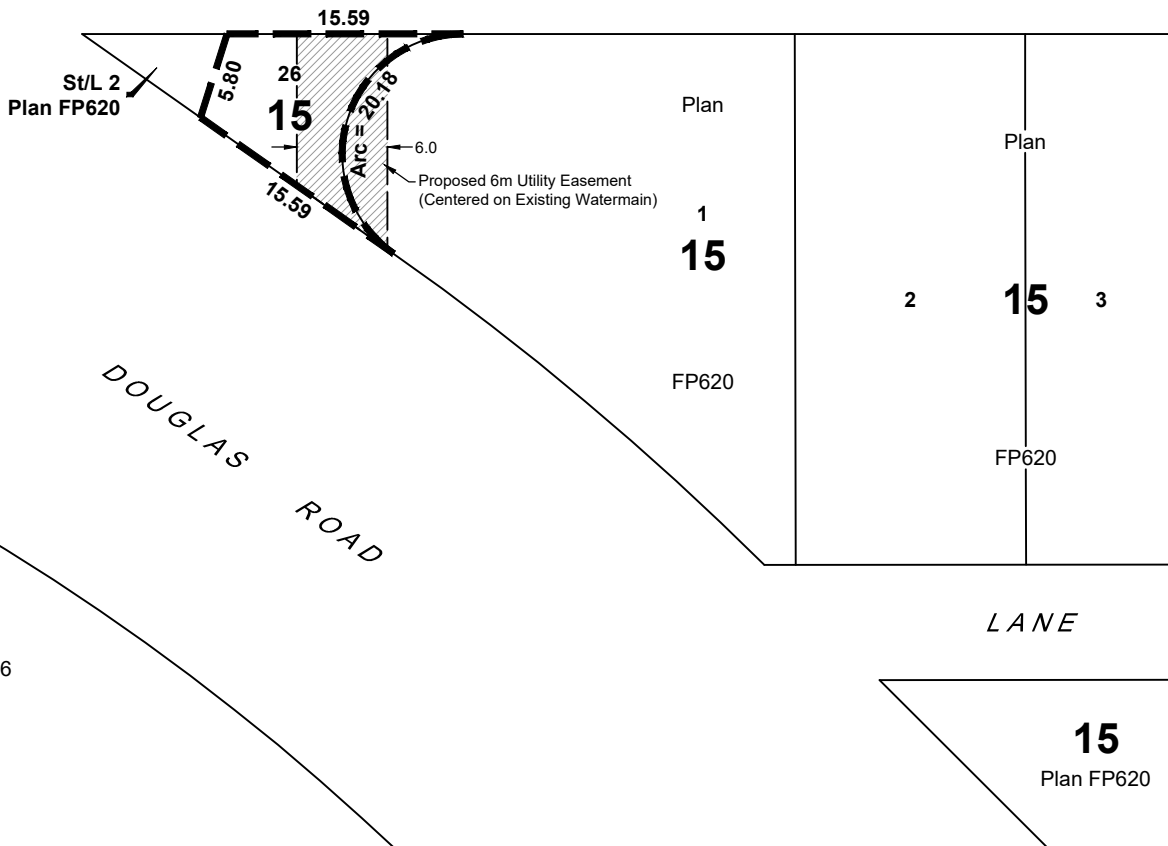 15.59
St/L 2
Plan FP620
5.80
26
15
Arc = 20.18
6.0
15.59
Proposed 6m Utility Easement
(Centered on Existing Watermain)
Plan
1
15
FP620
Plan
2
15
3
FP620
DOUGLAS ROAD
LANE
6
15
Plan FP620